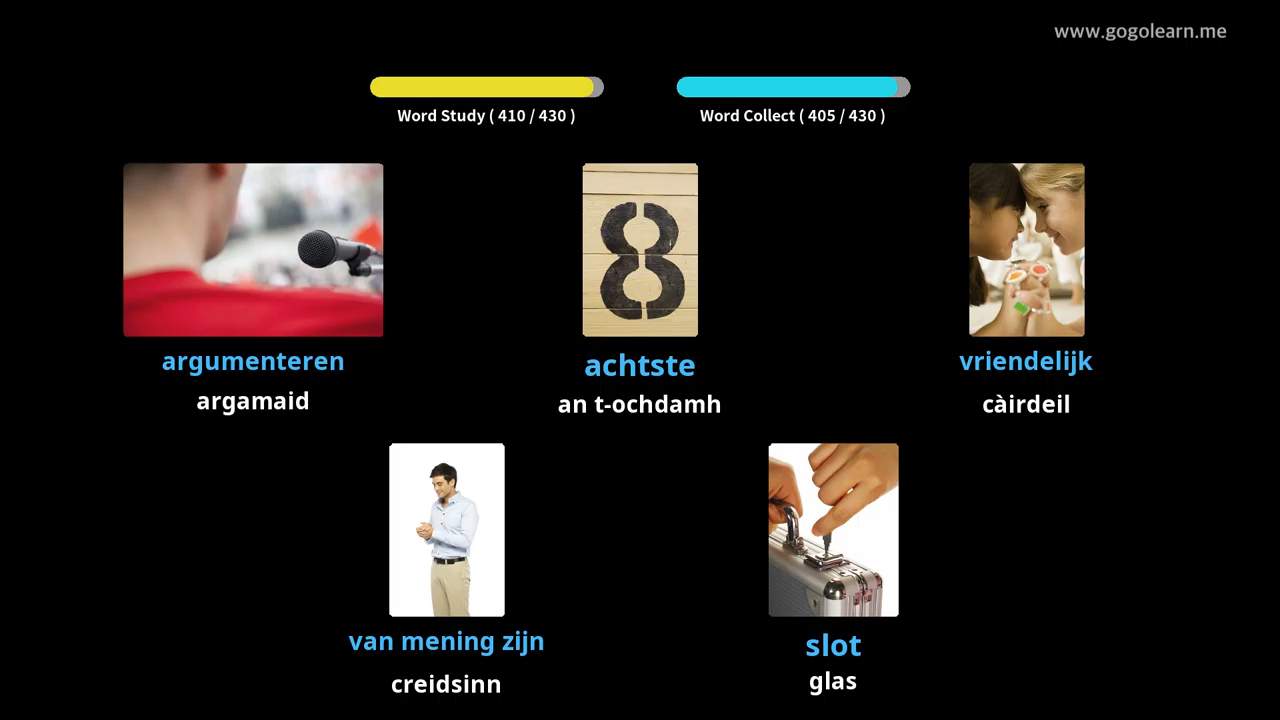 www.gogolearn.me
Word Study ( 410 / 430 )
Word Collect ( 405 / 430 )
8
argumenteren
argamaid
achtste
an t-ochdamh
vriendelijk
càirdeil
van mening zijn
creidsinn
slot
glas